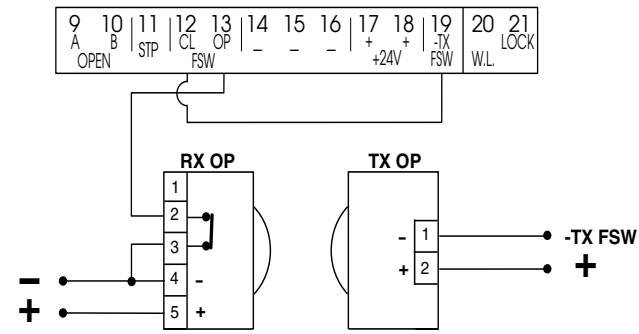 9 10 11 12 13 14 15 16 17 18 19 20 21
A B STP CL OP - - - + + -TX LOCK
OPEN FSW +24V FSW W.L.
RX OP TX OP
1
2
3
4 -
5 +
- 1
+ 2
-TX FSW
+
-
+